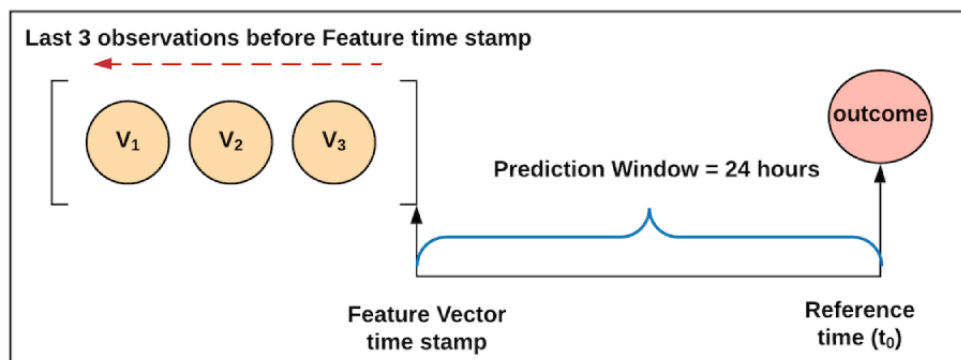 Last 3 observations before Feature time stamp
V₁ V₂ V₃
outcome
Prediction Window = 24 hours
Feature Vector
time stamp
Reference
time (t₀)